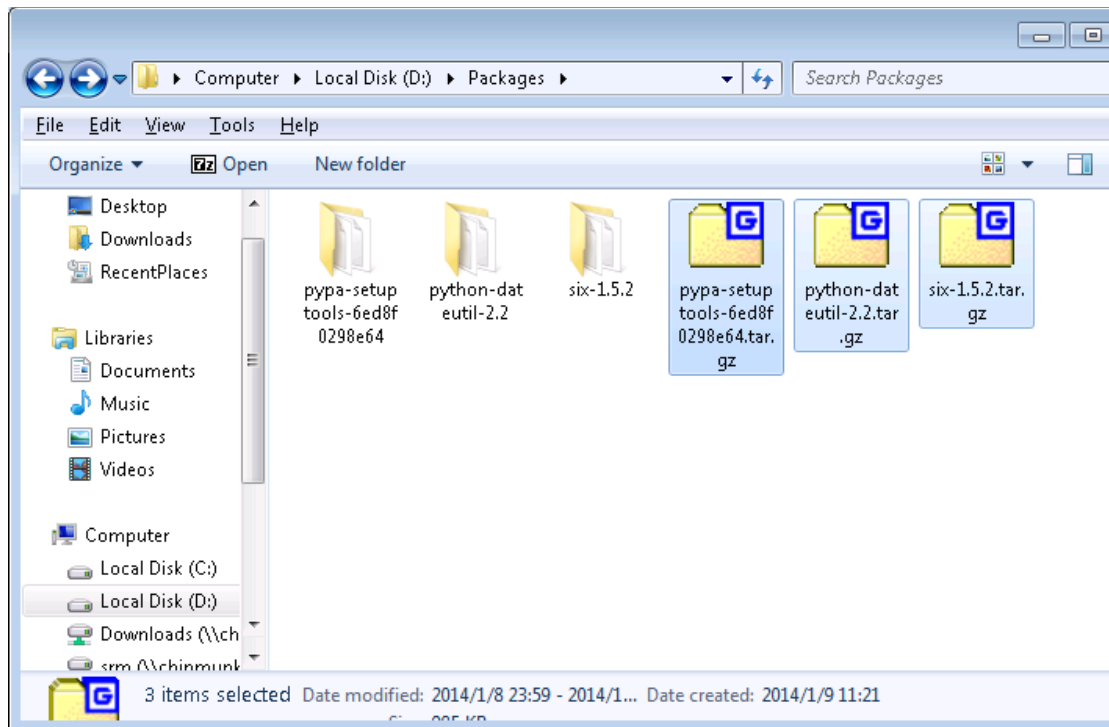 Computer ▸ Local Disk (D:) ▸ Packages ▸
Search Packages
File Edit View Tools Help
Organize ▾ 7z Open New folder
Desktop
Downloads
RecentPlaces
Libraries
Documents
Music
Pictures
Videos
Computer
Local Disk (C:)
Local Disk (D:)
Downloads (\\ch
srm (\\chipmunk
pypa-setup
tools-6ed8f
0298e64
python-dat
eutil-2.2
six-1.5.2
G
pypa-setup
tools-6ed8f
0298e64.tar.
gz
G
python-dat
eutil-2.2.tar
.gz
G
six-1.5.2.tar.
gz
G
3 items selected Date modified: 2014/1/8 23:59 - 2014/1... Date created: 2014/1/9 11:21